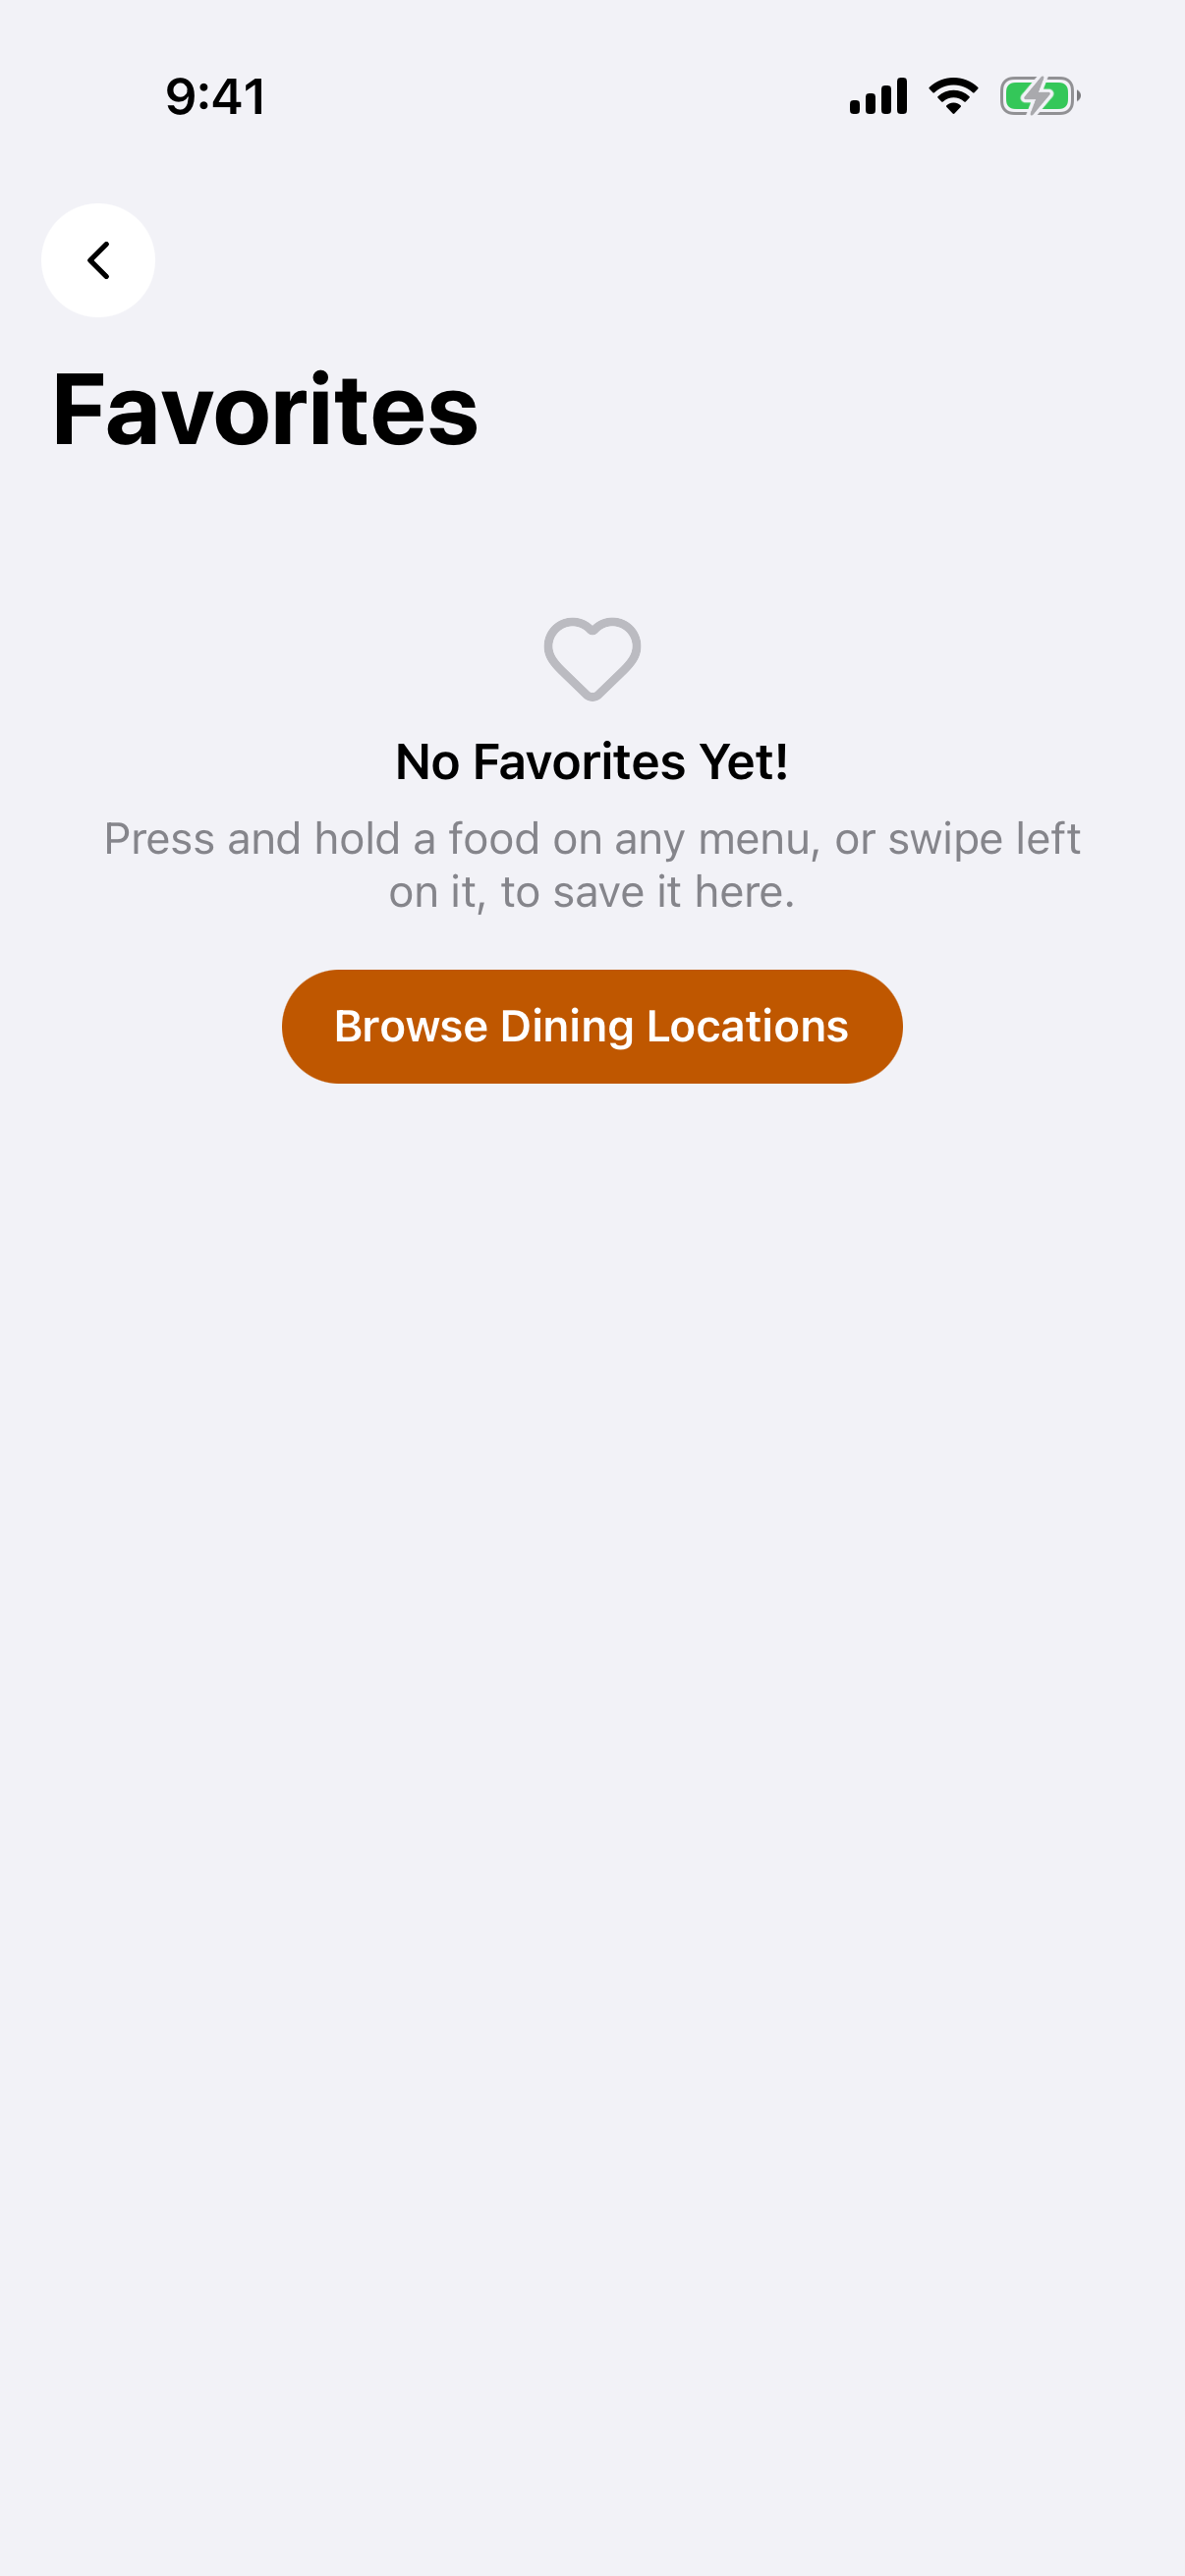 9:41
Favorites
No Favorites Yet!
Press and hold a food on any menu, or swipe left
on it, to save it here.
Browse Dining Locations